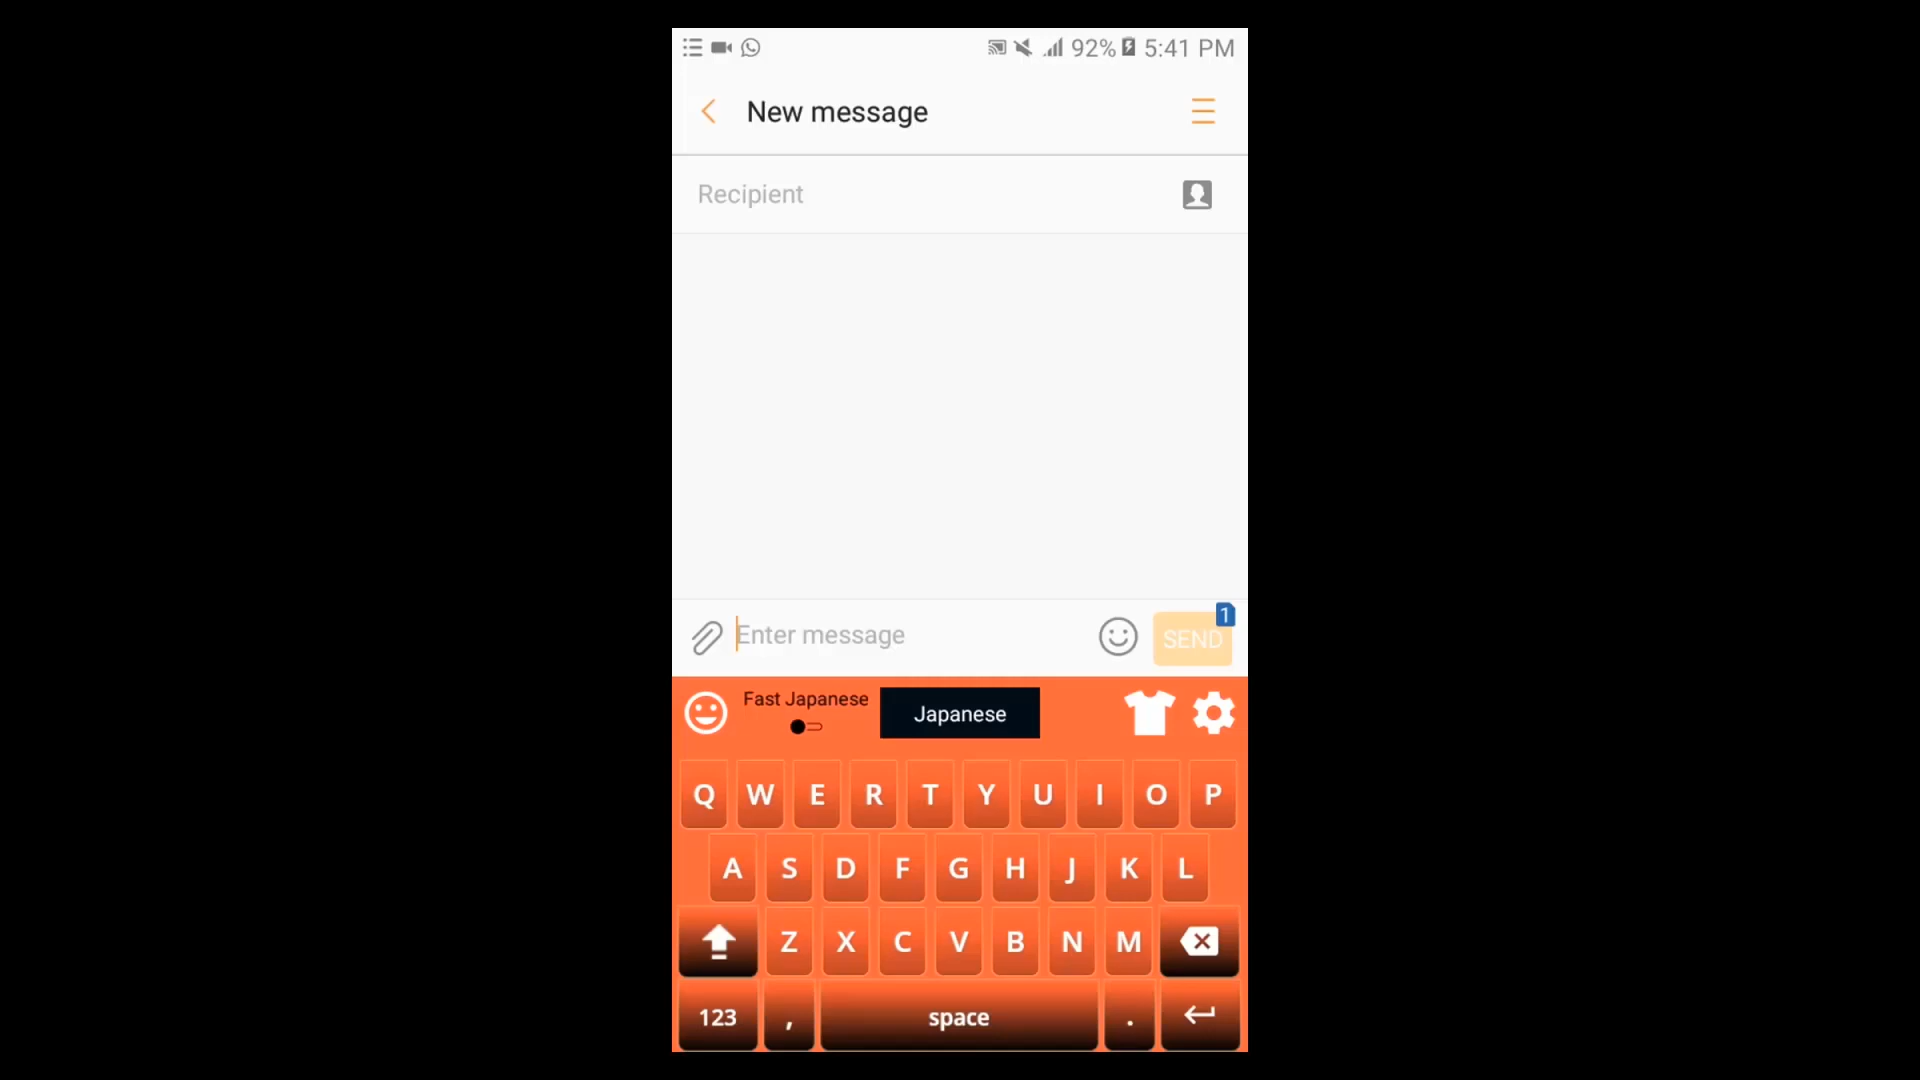 92% 5:41 PM
New message
Recipient
Enter message
SEND
1
Fast Japanese
Japanese
Q W E R T Y U I O P
A S D F G H J K L
Z X C V B N M
123 , space .